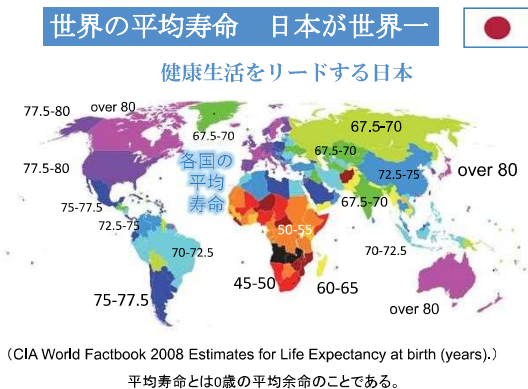 世界の平均寿命　日本が世界一
健康生活をリードする日本
77.5-80
over 80
67.5-70
67.5-70
77.5-80
各国の
平均
寿命
67.5-70
72.5-75
over 80
75-77.5
67.5-70
72.5-75
50-55
70-72.5
70-72.5
75-77.5
45-50
60-65
over 80
（CIA World Factbook 2008 Estimates for Life Expectancy at birth (years).）
平均寿命とは0歳の平均余命のことである。